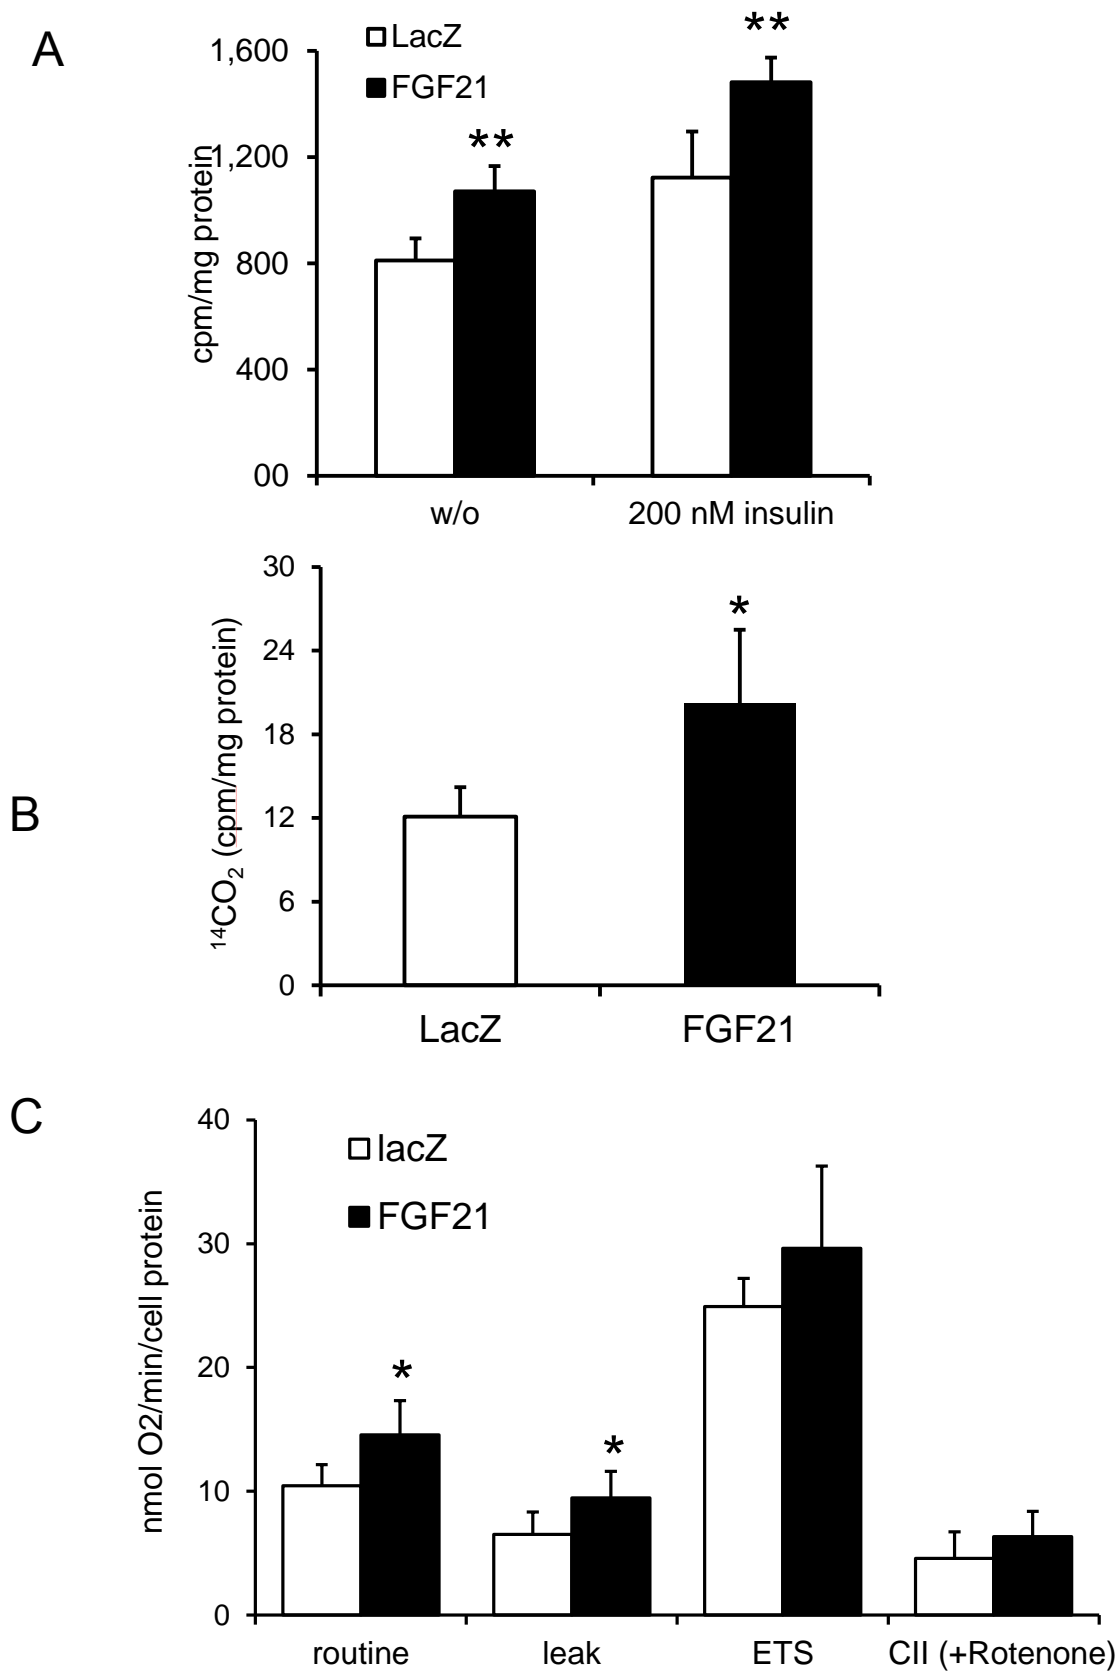 A
LacZ
FGF21
**
**
1,600
1,200
800
400
00
cpm/mg protein
w/o
200 nM insulin
B
30
24
18
12
6
0
¹⁴CO₂ (cpm/mg protein)
*
LacZ
FGF21
C
40
30
20
10
0
nmol O2/min/cell protein
lacZ
FGF21
*
*
routine
leak
ETS
CII (+Rotenone)